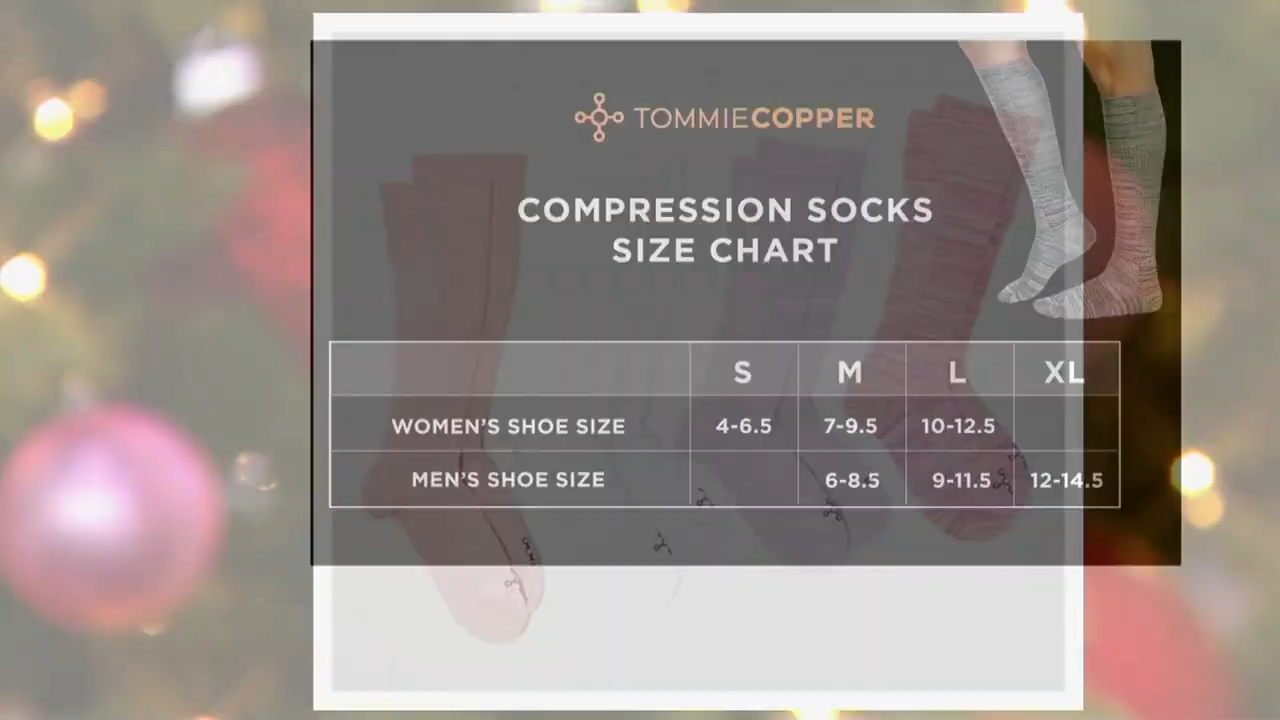 TOMMIECOPPER
COMPRESSION SOCKS
SIZE CHART
S M L XL
WOMEN'S SHOE SIZE 4-6.5 7-9.5 10-12.5
MEN'S SHOE SIZE 6-8.5 9-11.5 12-14.5